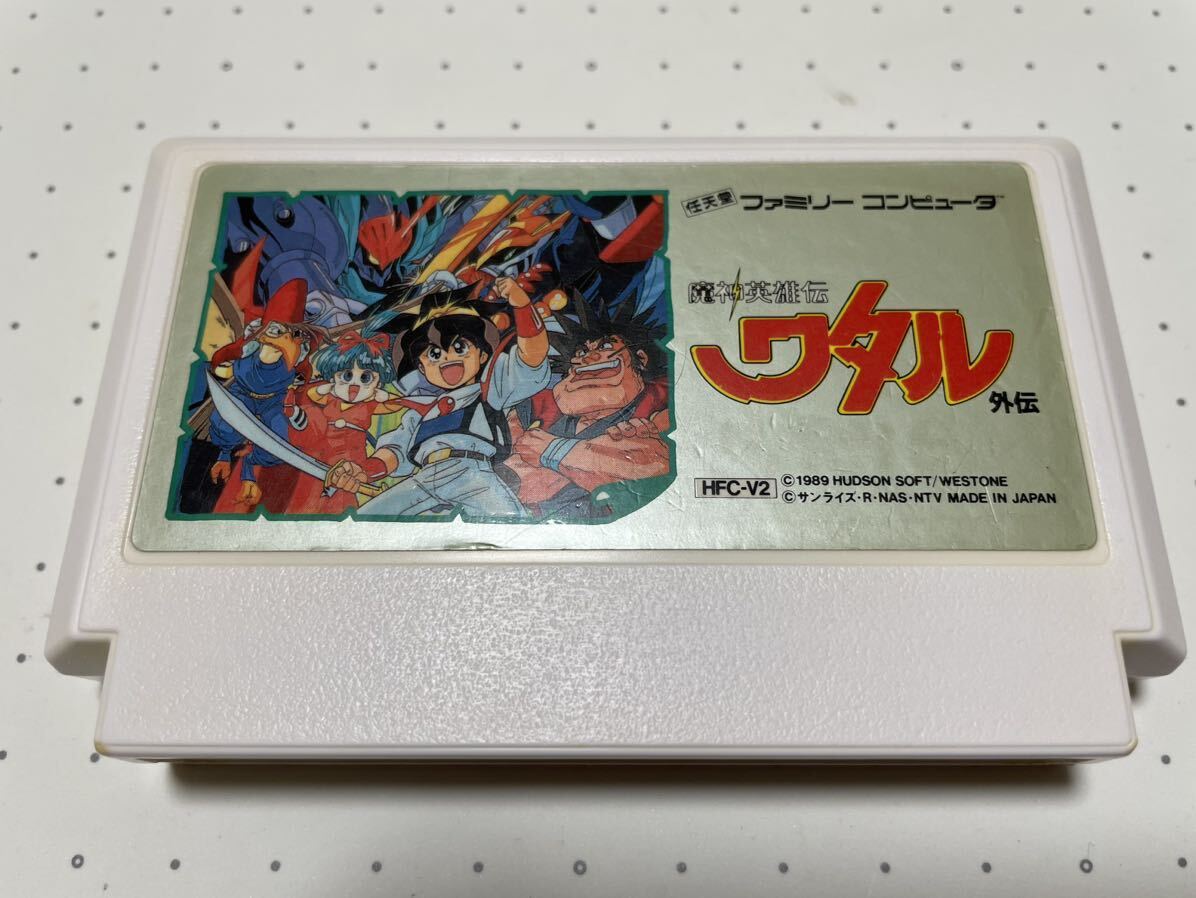 任天堂 ファミリー コンピュータ™
魔神英雄伝
ワタル
外伝
HFC-V2
©1989 HUDSON SOFT/WESTONE
©サンライズ・R・NAS・NTV MADE IN JAPAN